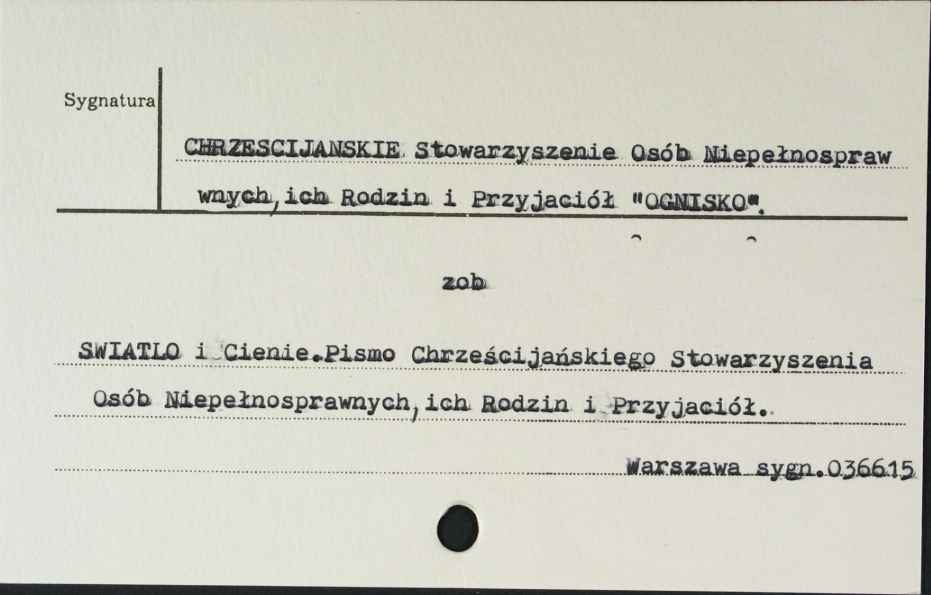 Sygnatura
CHRZESCIJANSKIE Stowarzyszenie Osób Niepełnospraw
wnych, ich Rodzin i Przyjaciół "OGNISKO".
zob
SWIATLO i Cienie.Pismo Chrześcijańskiego Stowarzyszenia
Osób Niepełnosprawnych, ich Rodzin i Przyjaciół.
Warszawa sygn.036615